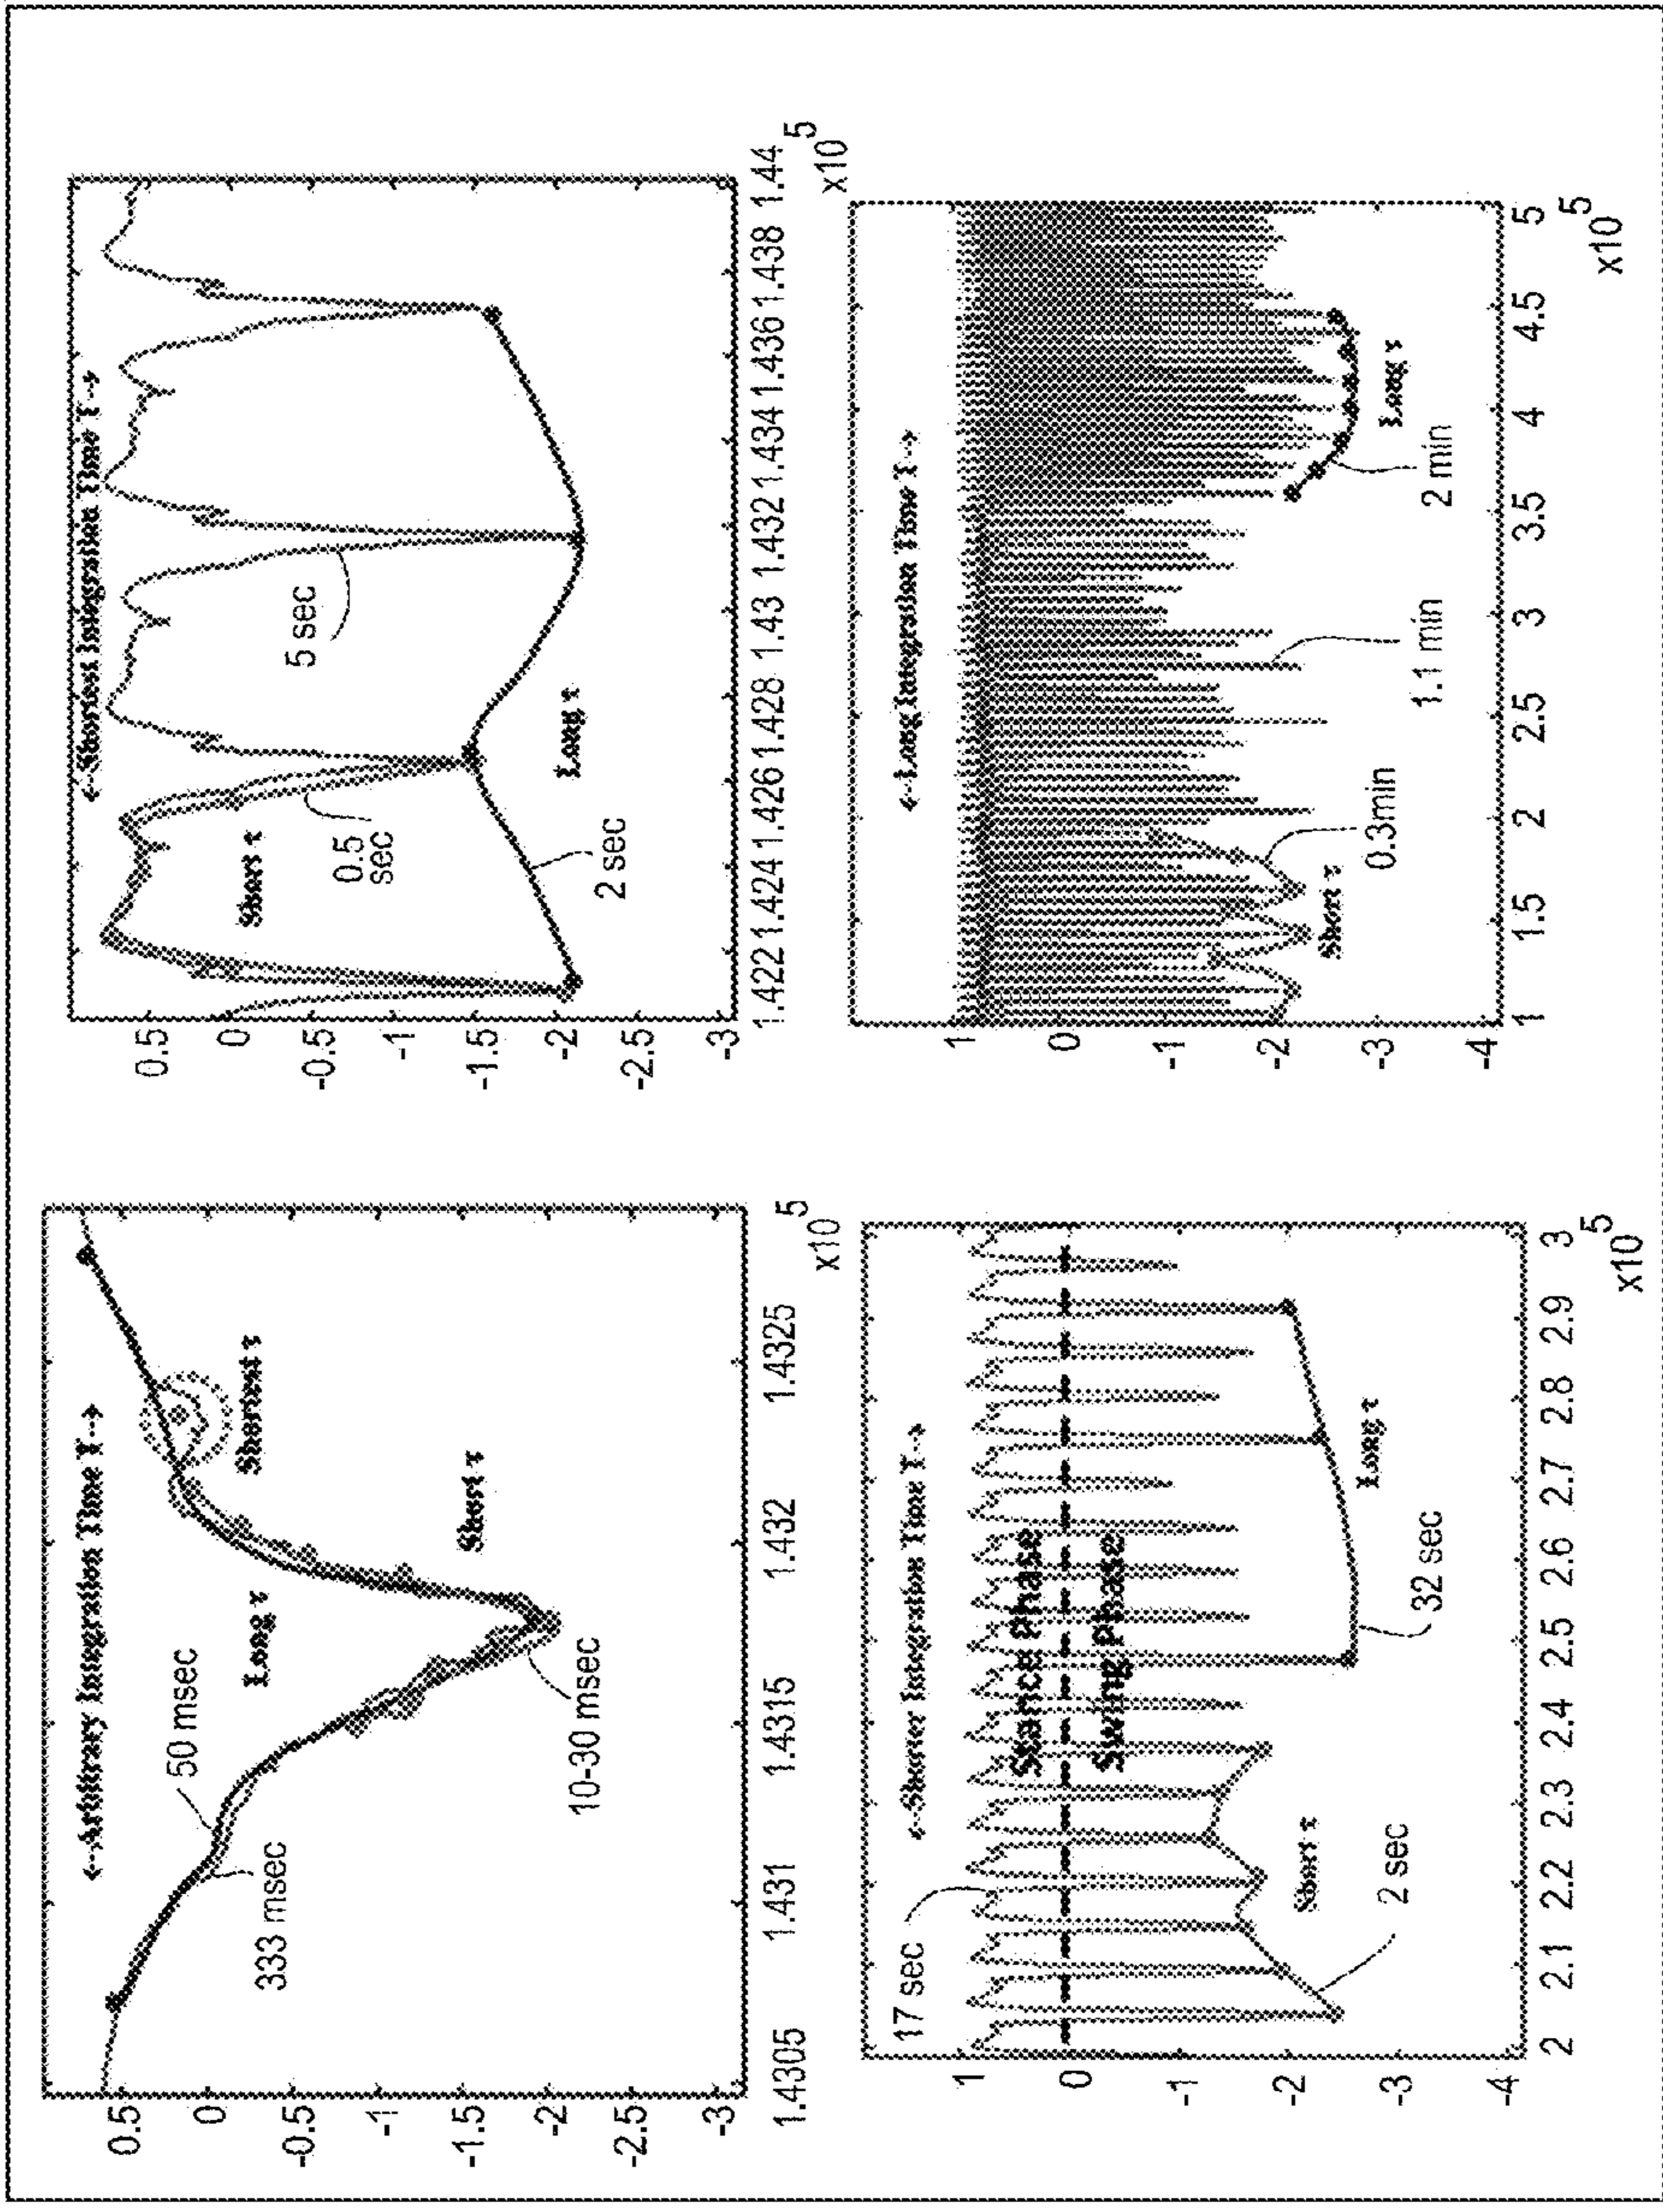 ←-Arbitrary Integration Time T-→
0.5
0
-0.5
-1
-1.5
-2
-2.5
-3
50 msec
333 msec
Long τ
Shortest τ
Short τ
10-30 msec
1.4305 1.431 1.4315 1.432 1.4325
x10 5
←-Shortest Integration Time T-→
0.5
0
-0.5
-1
-1.5
-2
-2.5
-3
Short τ
5 sec
0.5
sec
Long τ
2 sec
1.422 1.424 1.426 1.428 1.43 1.432 1.434 1.436 1.438 1.44
x10 5
←-Shorter Integration Time T-→
17 sec
1
0
-1
-2
-3
-4
Stance Phase
Swing Phase
Short τ
2 sec
Long τ
32 sec
2 2.1 2.2 2.3 2.4 2.5 2.6 2.7 2.8 2.9 3
x10 5
←-Long Integration Time T-→
1
0
-1
-2
-3
-4
Short τ
0.3min
1.1 min
Long τ
2 min
1 1.5 2 2.5 3 3.5 4 4.5 5
x10 5